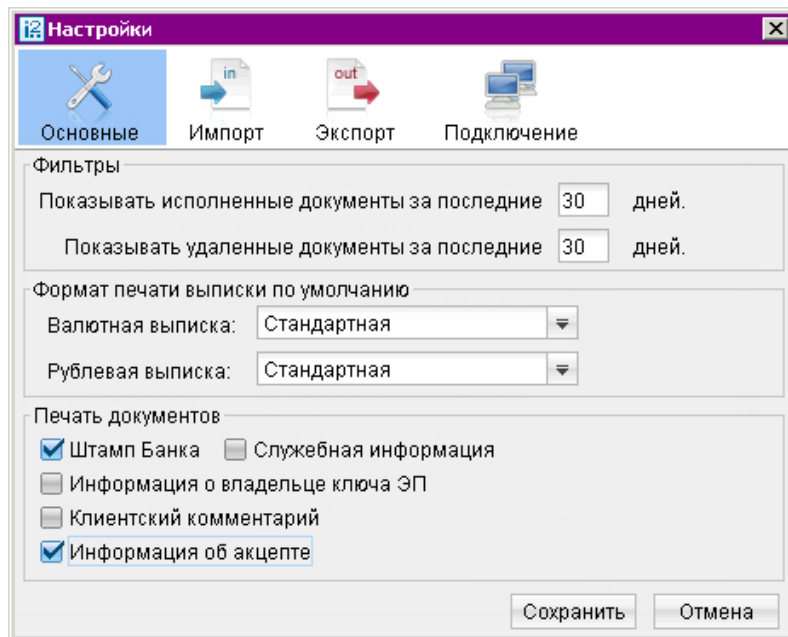 i2 Настройки
in out
Основные Импорт Экспорт Подключение
Фильтры
Показывать исполненные документы за последние 30 дней.
Показывать удаленные документы за последние 30 дней.
Формат печати выписки по умолчанию
Валютная выписка: Стандартная
Рублевая выписка: Стандартная
Печать документов
Штамп Банка Служебная информация
Информация о владельце ключа ЭП
Клиентский комментарий
Информация об акцепте
Сохранить Отмена